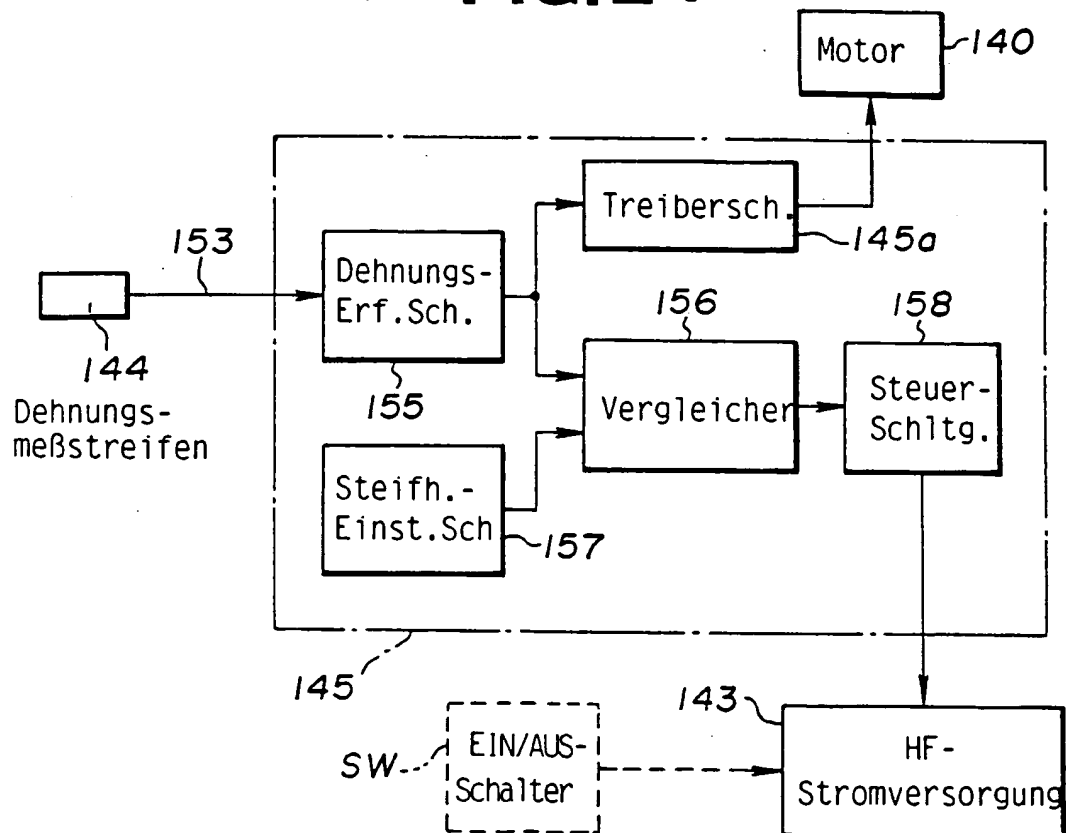 Motor
140
Treibersch.
145a
153
Dehnungs-
Erf.Sch.
155
144
Dehnungs-
meßstreifen
156
Vergleicher
158
Steuer-
Schltg.
Steifh.-
Einst.Sch
157
145
143
SW
EIN/AUS-
Schalter
HF-
Stromversorgung